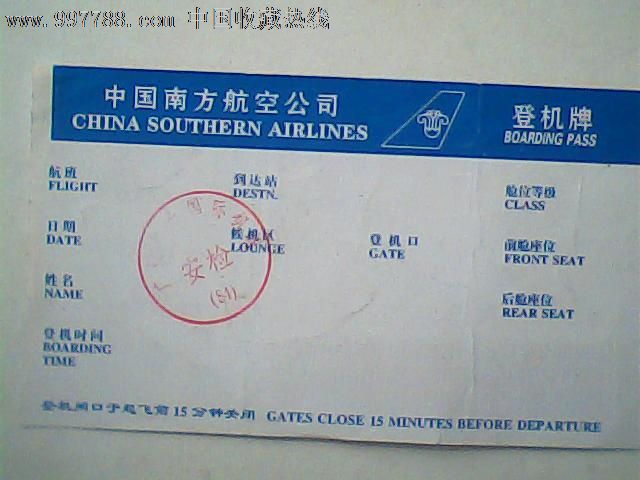 www.997788.com 中国收藏热线
中国南方航空公司
CHINA SOUTHERN AIRLINES
登机牌
BOARDING PASS
航班
FLIGHT
到达站
DESTN.
舱位等级
CLASS
日期
DATE
候机区
LOUNGE
登机口
GATE
前舱座位
FRONT SEAT
姓名
NAME
后舱座位
REAR SEAT
登机时间
BOARDING
TIME
安检
登机闸口于起飞前15分钟关闭 GATES CLOSE 15 MINUTES BEFORE DEPARTURE